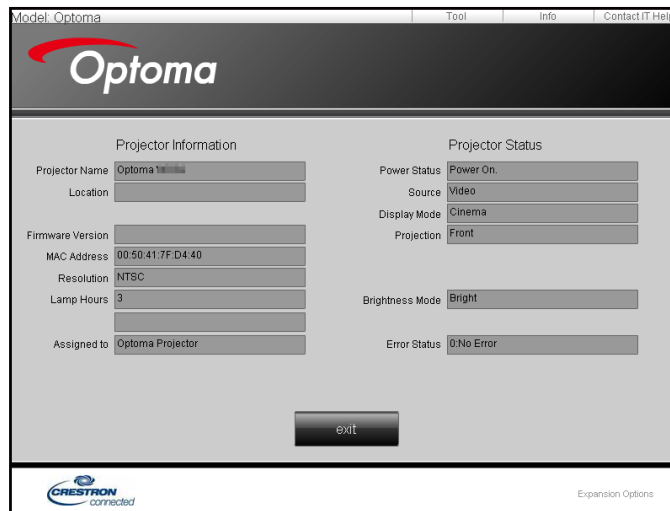 Model: Optoma
Tool Info Contact IT Help
Optoma
Projector Information
Projector Name Optoma
Location
Firmware Version
MAC Address 00:50:41:7F:D4:40
Resolution NTSC
Lamp Hours 3
Assigned to Optoma Projector
Projector Status
Power Status Power On.
Source Video
Display Mode Cinema
Projection Front
Brightness Mode Bright
Error Status 0:No Error
exit
CRESTRON
connected
Expansion Options